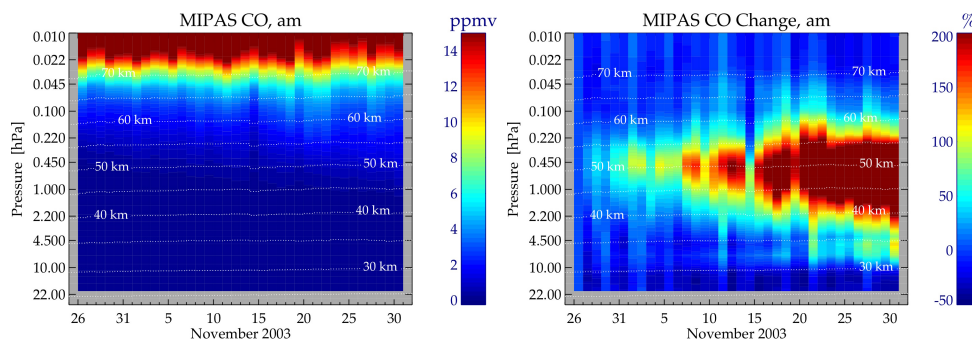 MIPAS CO, am
ppmv
0.010
0.022
0.045
0.100
0.220
0.450
1.000
2.200
4.500
10.00
22.00
Pressure [hPa]
70 km
70 km
60 km
60 km
50 km
50 km
40 km
40 km
30 km
26 31 5 10 15 20 25 30
November 2003
14
12
10
8
6
4
2
0
MIPAS CO Change, am
%
0.010
0.022
0.045
0.100
0.220
0.450
1.000
2.200
4.500
10.00
22.00
Pressure [hPa]
70 km
70 km
60 km
60 km
50 km
50 km
40 km
40 km
30 km
26 31 5 10 15 20 25 30
November 2003
200
150
100
50
0
-50